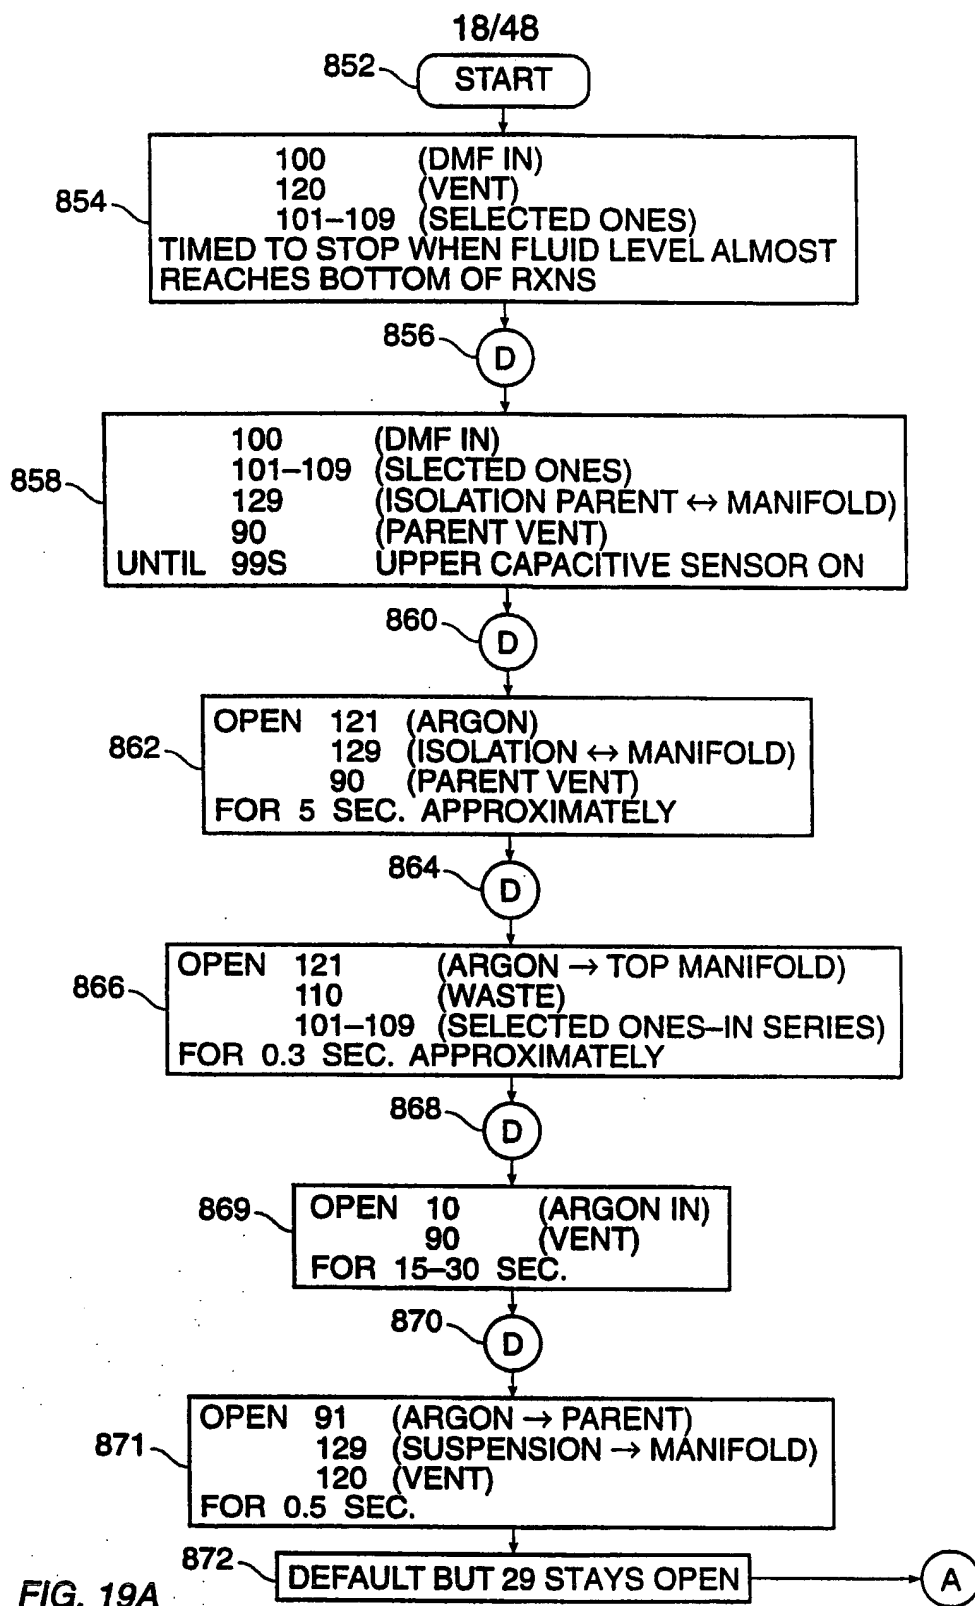 18/48
852
START
854
100 (DMF IN)
120 (VENT)
101–109 (SELECTED ONES)
TIMED TO STOP WHEN FLUID LEVEL ALMOST
REACHES BOTTOM OF RXNS
856
D
858
100 (DMF IN)
101–109 (SLECTED ONES)
129 (ISOLATION PARENT ↔ MANIFOLD)
90 (PARENT VENT)
UNTIL 99S UPPER CAPACITIVE SENSOR ON
860
D
862
OPEN 121 (ARGON)
129 (ISOLATION ↔ MANIFOLD)
90 (PARENT VENT)
FOR 5 SEC. APPROXIMATELY
864
D
866
OPEN 121 (ARGON → TOP MANIFOLD)
110 (WASTE)
101–109 (SELECTED ONES–IN SERIES)
FOR 0.3 SEC. APPROXIMATELY
868
D
869
OPEN 10 (ARGON IN)
90 (VENT)
FOR 15–30 SEC.
870
D
871
OPEN 91 (ARGON → PARENT)
129 (SUSPENSION → MANIFOLD)
120 (VENT)
FOR 0.5 SEC.
872
DEFAULT BUT 29 STAYS OPEN
A
FIG. 19A